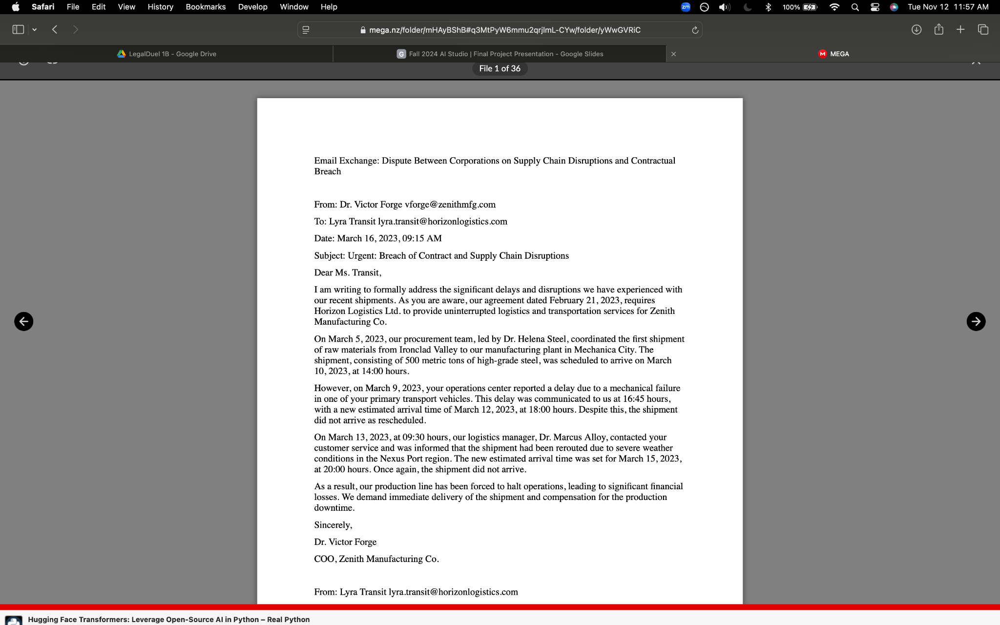 Safari File Edit View History Bookmarks Develop Window Help zm 100% Tue Nov 12 11:57 AM
mega.nz/folder/mHAyBShB#q3MtPyW6mmu2qrjlmL-CYw/folder/yWwGVRiC
LegalDuel 1B - Google Drive
G Fall 2024 AI Studio | Final Project Presentation - Google Slides
M MEGA
File 1 of 36
Email Exchange: Dispute Between Corporations on Supply Chain Disruptions and Contractual
Breach
From: Dr. Victor Forge vforge@zenithmfg.com
To: Lyra Transit lyra.transit@horizonlogistics.com
Date: March 16, 2023, 09:15 AM
Subject: Urgent: Breach of Contract and Supply Chain Disruptions
Dear Ms. Transit,
I am writing to formally address the significant delays and disruptions we have experienced with
our recent shipments. As you are aware, our agreement dated February 21, 2023, requires
Horizon Logistics Ltd. to provide uninterrupted logistics and transportation services for Zenith
Manufacturing Co.
On March 5, 2023, our procurement team, led by Dr. Helena Steel, coordinated the first shipment
of raw materials from Ironclad Valley to our manufacturing plant in Mechanica City. The
shipment, consisting of 500 metric tons of high-grade steel, was scheduled to arrive on March
10, 2023, at 14:00 hours.
However, on March 9, 2023, your operations center reported a delay due to a mechanical failure
in one of your primary transport vehicles. This delay was communicated to us at 16:45 hours,
with a new estimated arrival time of March 12, 2023, at 18:00 hours. Despite this, the shipment
did not arrive as rescheduled.
On March 13, 2023, at 09:30 hours, our logistics manager, Dr. Marcus Alloy, contacted your
customer service and was informed that the shipment had been rerouted due to severe weather
conditions in the Nexus Port region. The new estimated arrival time was set for March 15, 2023,
at 20:00 hours. Once again, the shipment did not arrive.
As a result, our production line has been forced to halt operations, leading to significant financial
losses. We demand immediate delivery of the shipment and compensation for the production
downtime.
Sincerely,
Dr. Victor Forge
COO, Zenith Manufacturing Co.
From: Lyra Transit lyra.transit@horizonlogistics.com
Hugging Face Transformers: Leverage Open-Source AI in Python – Real Python